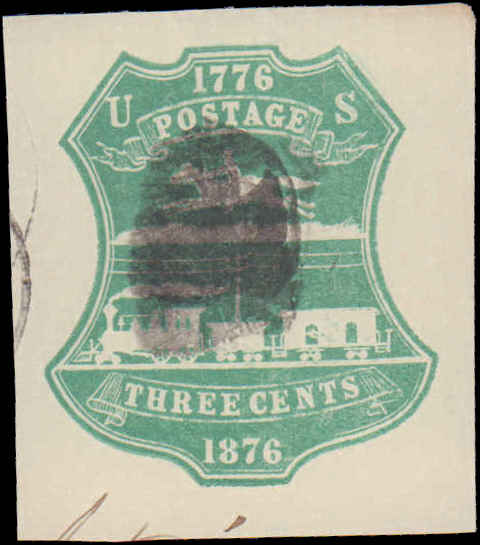 1776
U POSTAGE S
THREE CENTS
1876